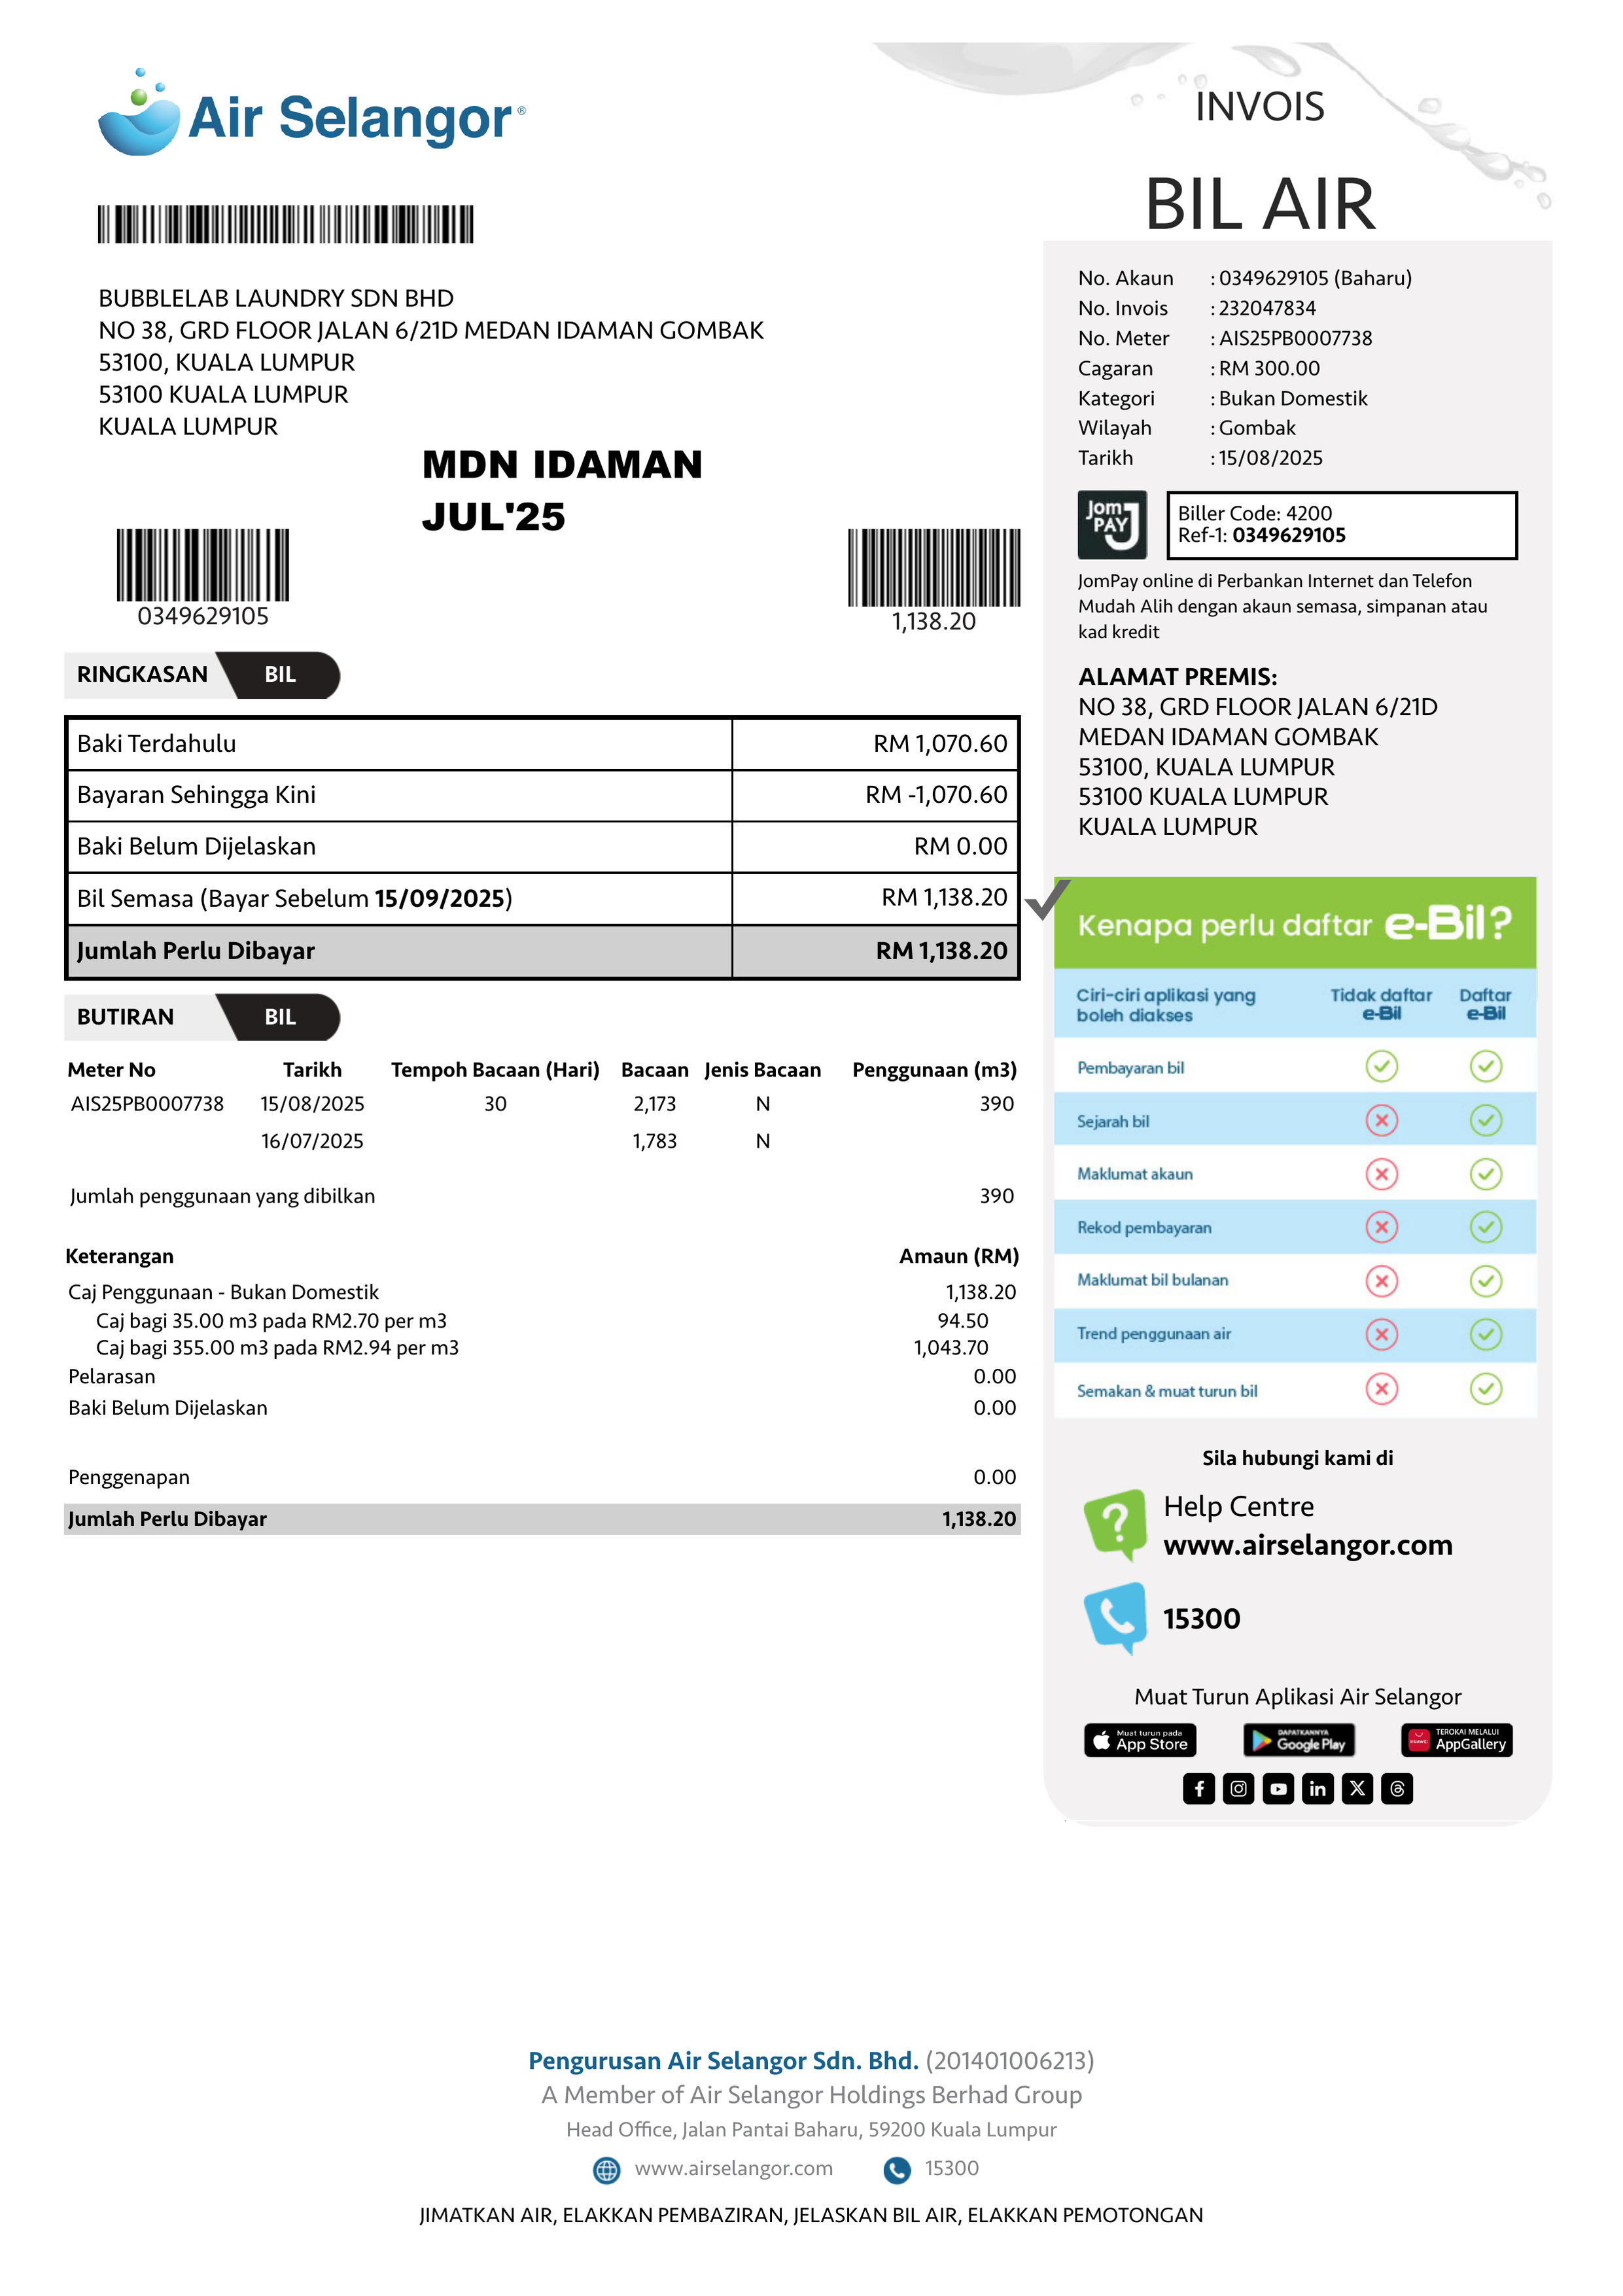 Air Selangor®
INVOIS
BIL AIR
BUBBLELAB LAUNDRY SDN BHD
NO 38, GRD FLOOR JALAN 6/21D MEDAN IDAMAN GOMBAK
53100, KUALA LUMPUR
53100 KUALA LUMPUR
KUALA LUMPUR
MDN IDAMAN
JUL'25
0349629105
1,138.20
RINGKASAN BIL
Baki Terdahulu RM 1,070.60
Bayaran Sehingga Kini RM -1,070.60
Baki Belum Dijelaskan RM 0.00
Bil Semasa (Bayar Sebelum 15/09/2025) RM 1,138.20
Jumlah Perlu Dibayar RM 1,138.20
BUTIRAN BIL
Meter No Tarikh Tempoh Bacaan (Hari) Bacaan Jenis Bacaan Penggunaan (m3)
AIS25PB0007738 15/08/2025 30 2,173 N 390
16/07/2025 1,783 N
Jumlah penggunaan yang dibilkan 390
Keterangan Amaun (RM)
Caj Penggunaan - Bukan Domestik 1,138.20
Caj bagi 35.00 m3 pada RM2.70 per m3 94.50
Caj bagi 355.00 m3 pada RM2.94 per m3 1,043.70
Pelarasan 0.00
Baki Belum Dijelaskan 0.00
Penggenapan 0.00
Jumlah Perlu Dibayar 1,138.20
No. Akaun : 0349629105 (Baharu)
No. Invois : 232047834
No. Meter : AIS25PB0007738
Cagaran : RM 300.00
Kategori : Bukan Domestik
Wilayah : Gombak
Tarikh : 15/08/2025
Jom PAY
Biller Code: 4200
Ref-1: 0349629105
JomPay online di Perbankan Internet dan Telefon
Mudah Alih dengan akaun semasa, simpanan atau
kad kredit
ALAMAT PREMIS:
NO 38, GRD FLOOR JALAN 6/21D
MEDAN IDAMAN GOMBAK
53100, KUALA LUMPUR
53100 KUALA LUMPUR
KUALA LUMPUR
Kenapa perlu daftar e-Bil?
Ciri-ciri aplikasi yang boleh diakses Tidak daftar e-Bil Daftar e-Bil
Pembayaran bil
Sejarah bil
Maklumat akaun
Rekod pembayaran
Maklumat bil bulanan
Trend penggunaan air
Semakan & muat turun bil
Sila hubungi kami di
Help Centre
www.airselangor.com
15300
Muat Turun Aplikasi Air Selangor
Muat turun pada App Store
DAPATKANNYA Google Play
HUAWEI TEROKAI MELALUI AppGallery
Pengurusan Air Selangor Sdn. Bhd. (201401006213)
A Member of Air Selangor Holdings Berhad Group
Head Office, Jalan Pantai Baharu, 59200 Kuala Lumpur
www.airselangor.com 15300
JIMATKAN AIR, ELAKKAN PEMBAZIRAN, JELASKAN BIL AIR, ELAKKAN PEMOTONGAN